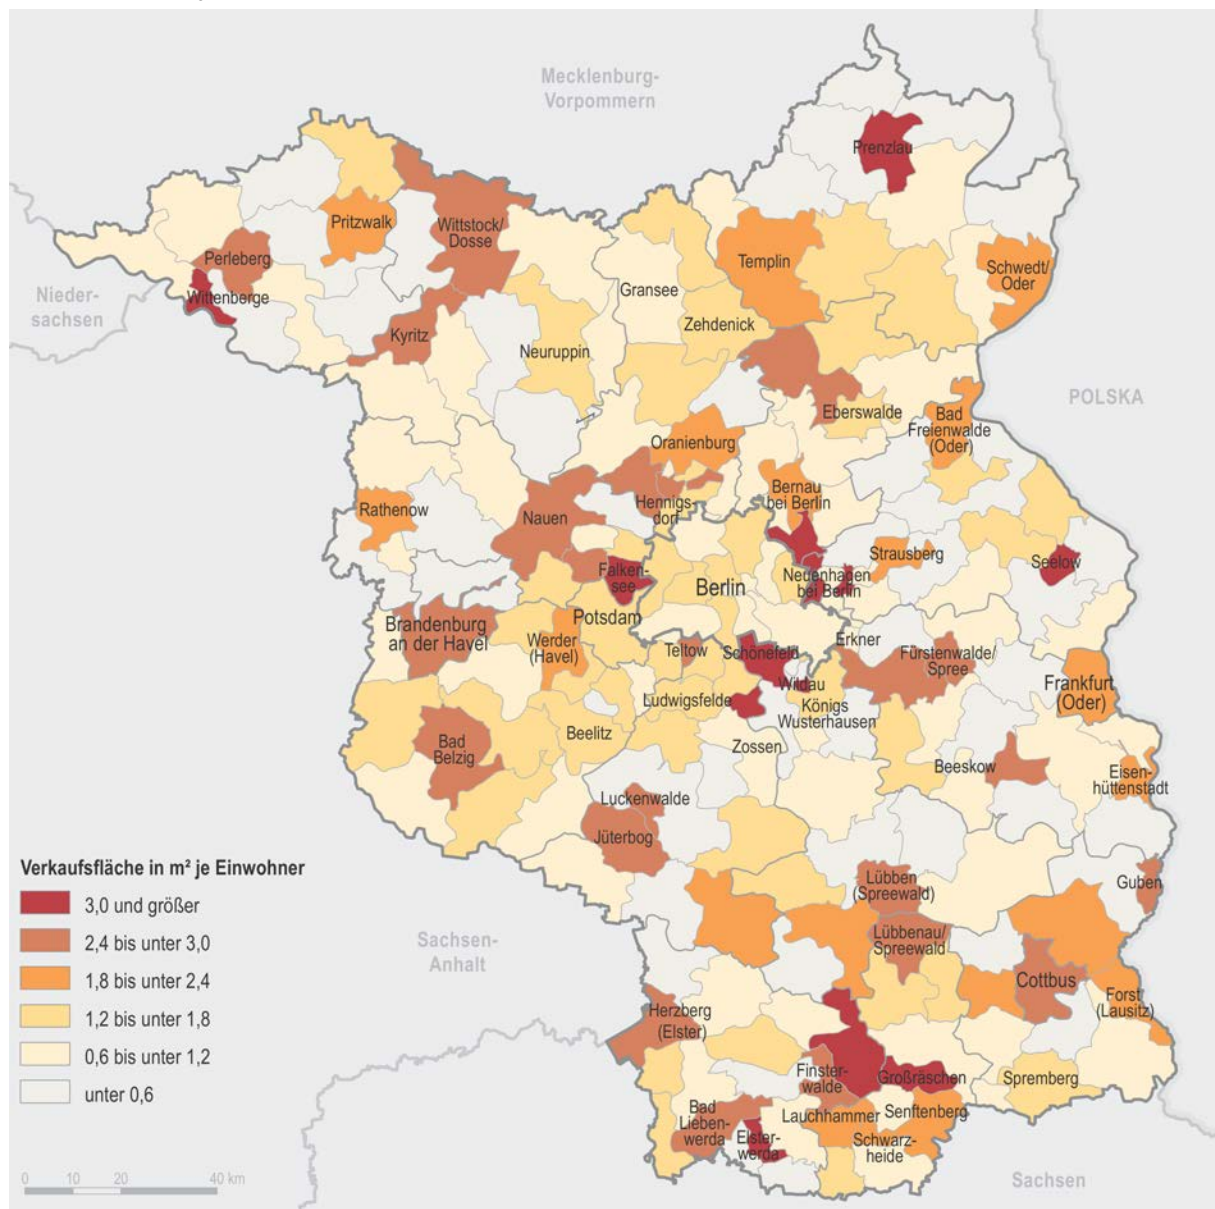 Mecklenburg-
Vorpommern
Prenzlau
Pritzwalk
Wittstock/
Dosse
Perleberg
Templin
Schwedt/
Oder
Nieder-
sachsen
Wittenberge
Gransee
Zehdenick
Kyritz
Neuruppin
POLSKA
Eberswalde
Bad
Freienwalde
(Oder)
Oranienburg
Rathenow
Nauen
Hennigs-
dorf
Bernau
bei Berlin
Strausberg
Seelow
Falken-
see
Berlin
Neuenhagen
bei Berlin
Potsdam
Brandenburg
an der Havel
Werder
(Havel)
Teltow
Schönefeld
Erkner
Fürstenwalde/
Spree
Wildau
Frankfurt
(Oder)
Ludwigsfelde
Königs
Wusterhausen
Beelitz
Zossen
Bad
Belzig
Beeskow
Eisen-
hüttenstadt
Luckenwalde
Jüterbog
Verkaufsfläche in m² je Einwohner
3,0 und größer
2,4 bis unter 3,0
1,8 bis unter 2,4
1,2 bis unter 1,8
0,6 bis unter 1,2
unter 0,6
Lübben
(Spreewald)
Guben
Lübbenau/
Spreewald
Sachsen-
Anhalt
Cottbus
Forst
(Lausitz)
Herzberg
(Elster)
Finster-
walde
Großräschen
Spremberg
Bad
Lieben-
werda
Lauchhammer
Senftenberg
Elster-
werda
Schwarz-
heide
Sachsen
0 10 20 40 km